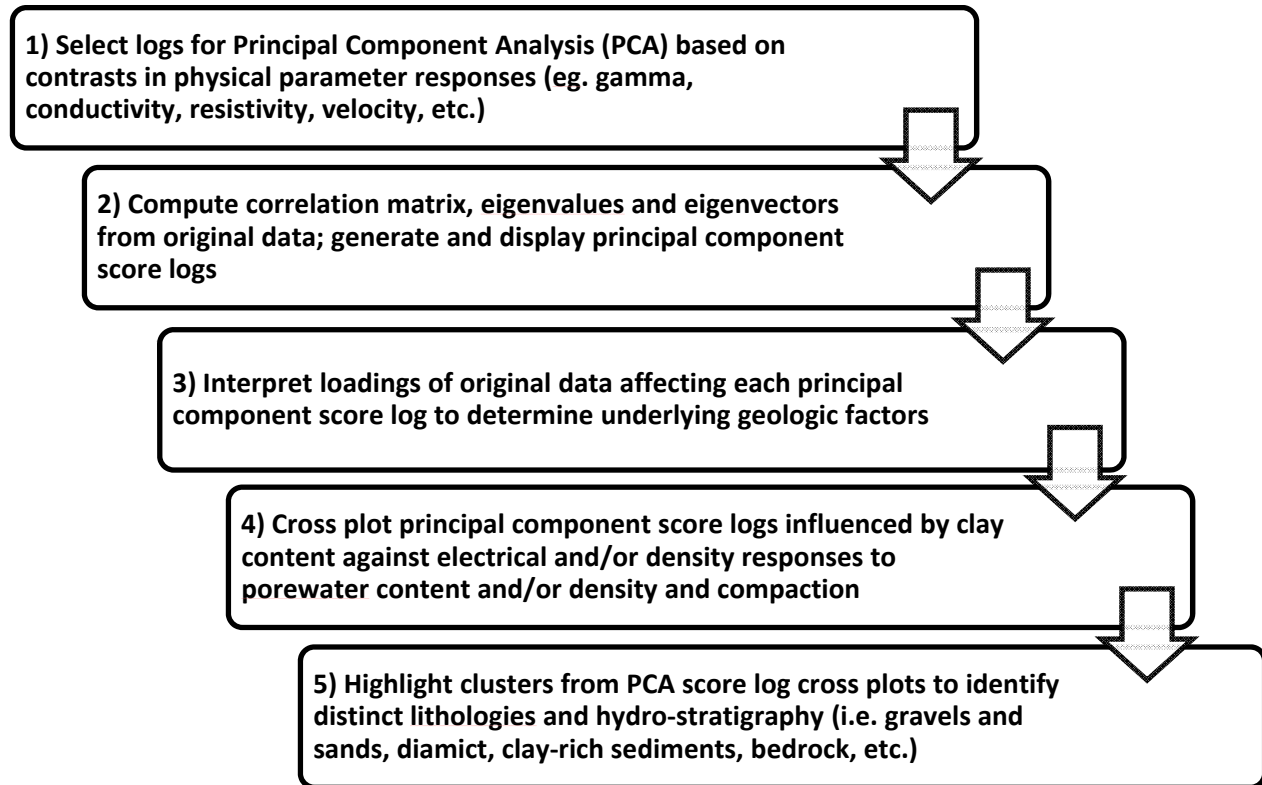 1) Select logs for Principal Component Analysis (PCA) based on
contrasts in physical parameter responses (eg. gamma,
conductivity, resistivity, velocity, etc.)
2) Compute correlation matrix, eigenvalues and eigenvectors
from original data; generate and display principal component
score logs
3) Interpret loadings of original data affecting each principal
component score log to determine underlying geologic factors
4) Cross plot principal component score logs influenced by clay
content against electrical and/or density responses to
porewater content and/or density and compaction
5) Highlight clusters from PCA score log cross plots to identify
distinct lithologies and hydro-stratigraphy (i.e. gravels and
sands, diamict, clay-rich sediments, bedrock, etc.)